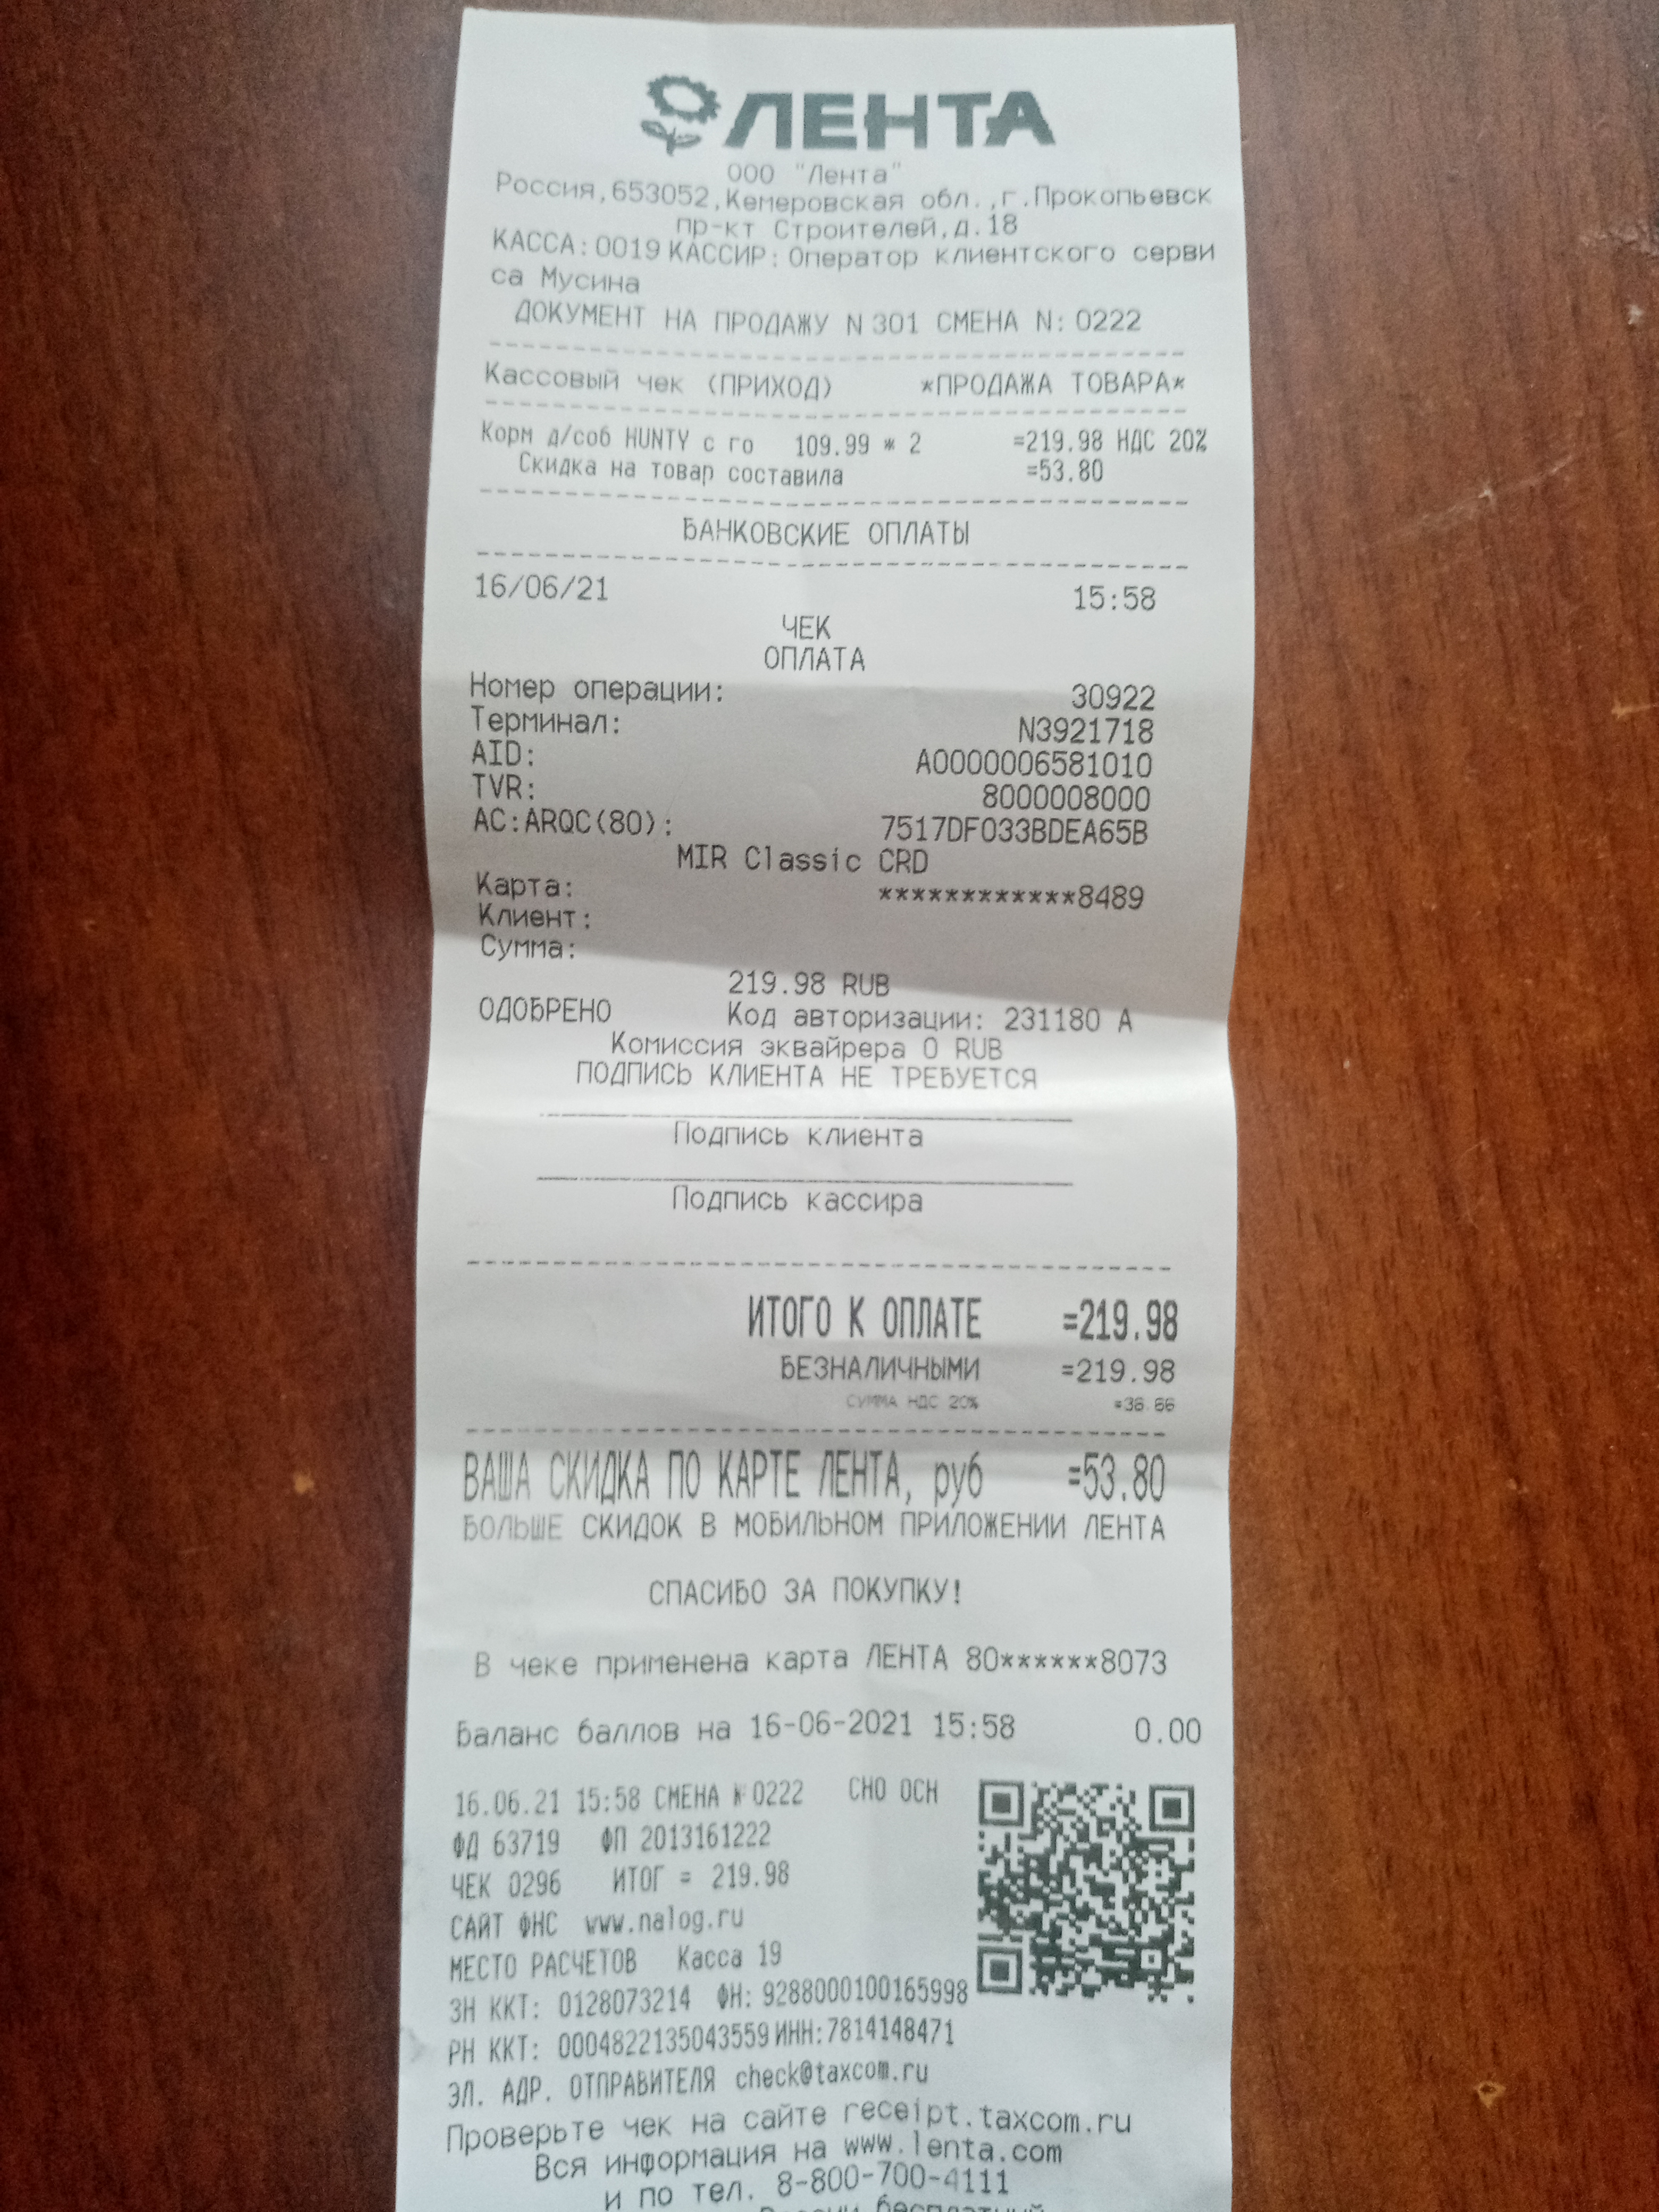 ЛЕНТА
ООО "Лента"
Россия,653052,Кемеровская обл.,г.Прокопьевск
пр-кт Строителей,д.18
КАССА:0019 КАССИР:Оператор клиентского серви
са Мусина
ДОКУМЕНТ НА ПРОДАЖУ N 301 СМЕНА N: 0222
Кассовый чек (ПРИХОД) *ПРОДАЖА ТОВАРА*
Корм д/соб HUNTY с го 109.99 * 2 =219.98 НДС 20%
Скидка на товар составила =53.80
БАНКОВСКИЕ ОПЛАТЫ
16/06/21 15:58
ЧЕК
ОПЛАТА
Номер операции: 30922
Терминал: N3921718
AID: A0000006581010
TVR: 8000008000
AC:ARQC(80): 7517DF033BDEA65B
MIR Classic CRD
Карта: ************8489
Клиент:
Сумма:
219.98 RUB
ОДОБРЕНО Код авторизации: 231180 A
Комиссия эквайрера 0 RUB
ПОДПИСЬ КЛИЕНТА НЕ ТРЕБУЕТСЯ
Подпись клиента
Подпись кассира
ИТОГО К ОПЛАТЕ =219.98
БЕЗНАЛИЧНЫМИ =219.98
СУММА НДС 20% =36.66
ВАША СКИДКА ПО КАРТЕ ЛЕНТА, руб =53.80
БОЛЬШЕ СКИДОК В МОБИЛЬНОМ ПРИЛОЖЕНИИ ЛЕНТА
СПАСИБО ЗА ПОКУПКУ!
В чеке применена карта ЛЕНТА 80******8073
Баланс баллов на 16-06-2021 15:58 0.00
16.06.21 15:58 СМЕНА №0222 СНО ОСН
ФД 63719 ФП 2013161222
ЧЕК 0296 ИТОГ = 219.98
САЙТ ФНС www.nalog.ru
МЕСТО РАСЧЕТОВ Касса 19
ЗН ККТ: 0128073214 ФН: 9288000100165998
РН ККТ: 0004822135043559 ИНН:7814148471
ЭЛ. АДР. ОТПРАВИТЕЛЯ check@taxcom.ru
Проверьте чек на сайте receipt.taxcom.ru
Вся информация на www.lenta.com
и по тел. 8-800-700-4111